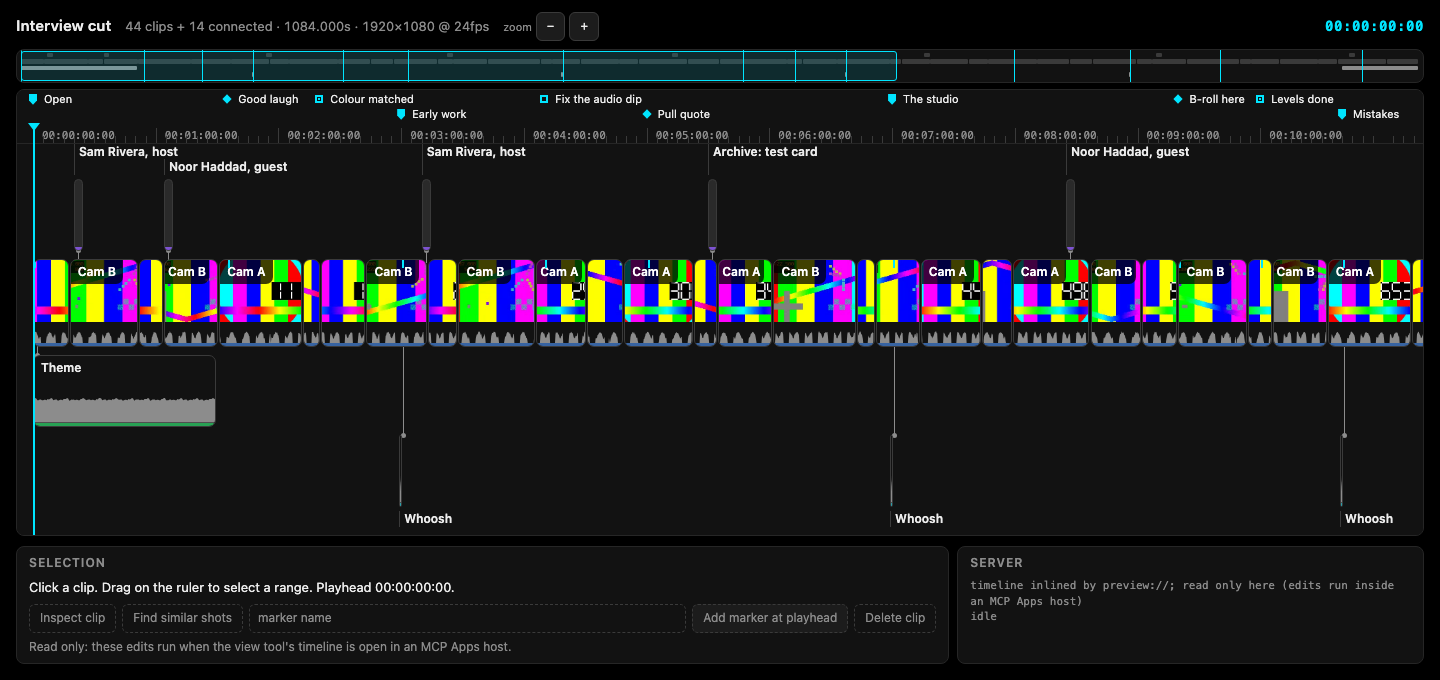 Interview cut 44 clips + 14 connected · 1084.000s · 1920×1080 @ 24fps zoom − + 00:00:00:00
Open Good laugh Colour matched Fix the audio dip The studio B-roll here Levels done
Early work Pull quote Mistakes
00:00:00:00 00:01:00:00 00:02:00:00 00:03:00:00 00:04:00:00 00:05:00:00 00:06:00:00 00:07:00:00 00:08:00:00 00:09:00:00 00:10:00:00
Sam Rivera, host Sam Rivera, host Archive: test card Noor Haddad, guest
Noor Haddad, guest
Cam B Cam B Cam A Cam B Cam B Cam A Cam A Cam A Cam B Cam A Cam A Cam B Cam B Cam B Cam A
Theme
Whoosh Whoosh Whoosh
SELECTION
Click a clip. Drag on the ruler to select a range. Playhead 00:00:00:00.
Inspect clip Find similar shots marker name Add marker at playhead Delete clip
Read only: these edits run when the view tool's timeline is open in an MCP Apps host.
SERVER
timeline inlined by preview://; read only here (edits run inside
an MCP Apps host)
idle